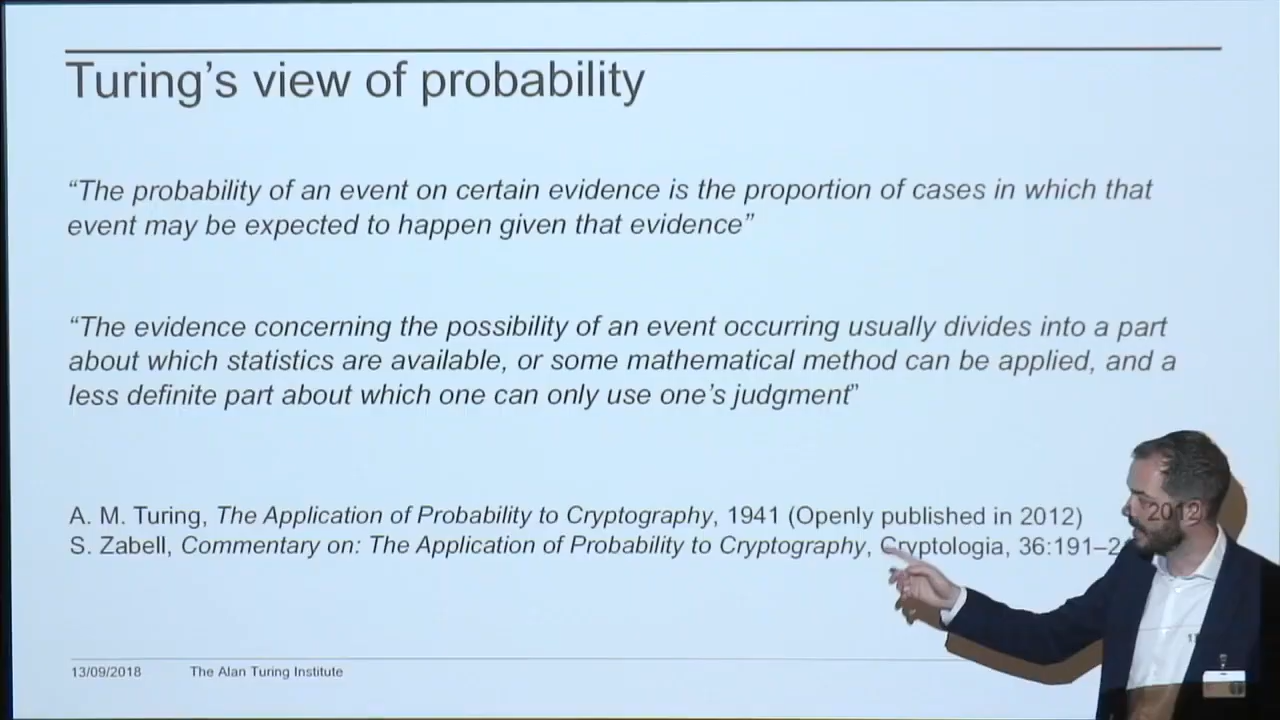 Turing's view of probability
“The probability of an event on certain evidence is the proportion of cases in which that
event may be expected to happen given that evidence”
“The evidence concerning the possibility of an event occurring usually divides into a part
about which statistics are available, or some mathematical method can be applied, and a
less definite part about which one can only use one's judgment”
A. M. Turing, The Application of Probability to Cryptography, 1941 (Openly published in 2012)
S. Zabell, Commentary on: The Application of Probability to Cryptography, Cryptologia, 36:191–2
2012
13/09/2018 The Alan Turing Institute